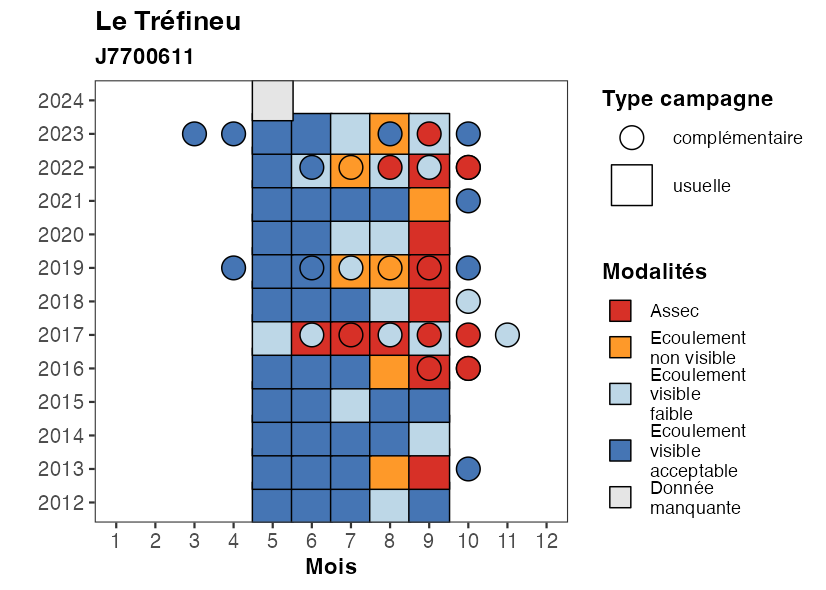 Le Tréfineu
J7700611
2024
2023
2022
2021
2020
2019
2018
2017
2016
2015
2014
2013
2012
1 2 3 4 5 6 7 8 9 10 11 12
Mois
Type campagne
complémentaire
usuelle
Modalités
Assec
Ecoulement
non visible
Ecoulement
visible
faible
Ecoulement
visible
acceptable
Donnée
manquante